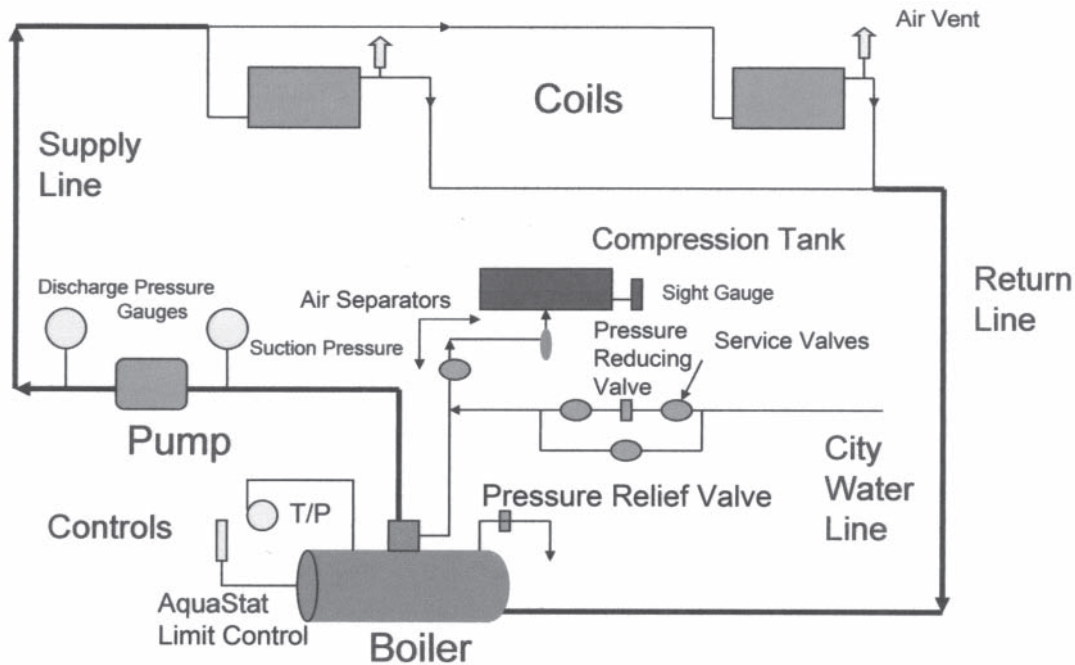 Air Vent
Coils
Supply
Line
Compression Tank
Return
Line
Discharge Pressure
Gauges
Air Separators
Sight Gauge
Suction Pressure
Pressure
Reducing
Valve
Service Valves
Pump
City
Water
Line
Pressure Relief Valve
T/P
Controls
AquaStat
Limit Control
Boiler